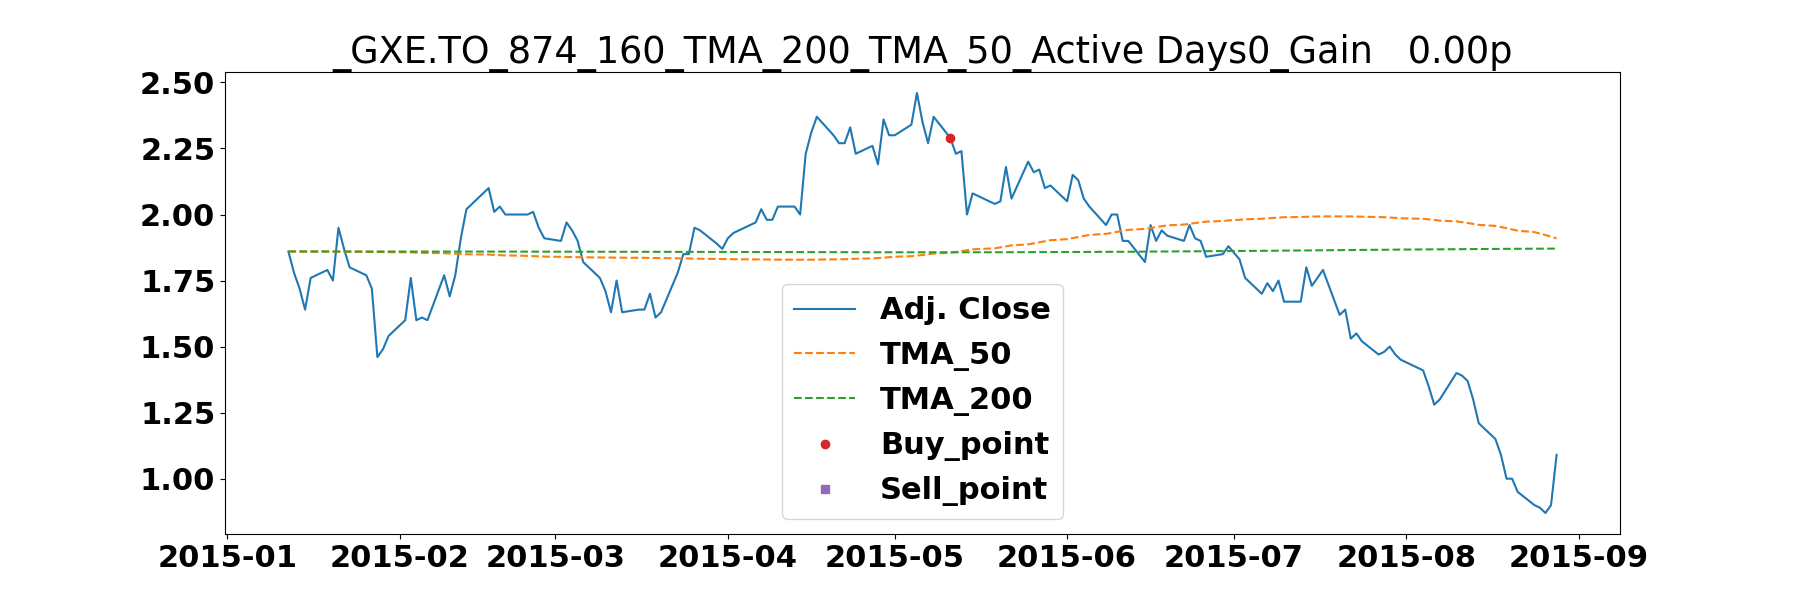 _GXE.TO_874_160_TMA_200_TMA_50_Active Days0_Gain   0.00p
2.50
2.25
2.00
1.75
1.50
1.25
1.00
Adj. Close
TMA_50
TMA_200
Buy_point
Sell_point
2015-01 2015-02 2015-03 2015-04 2015-05 2015-06 2015-07 2015-08 2015-09